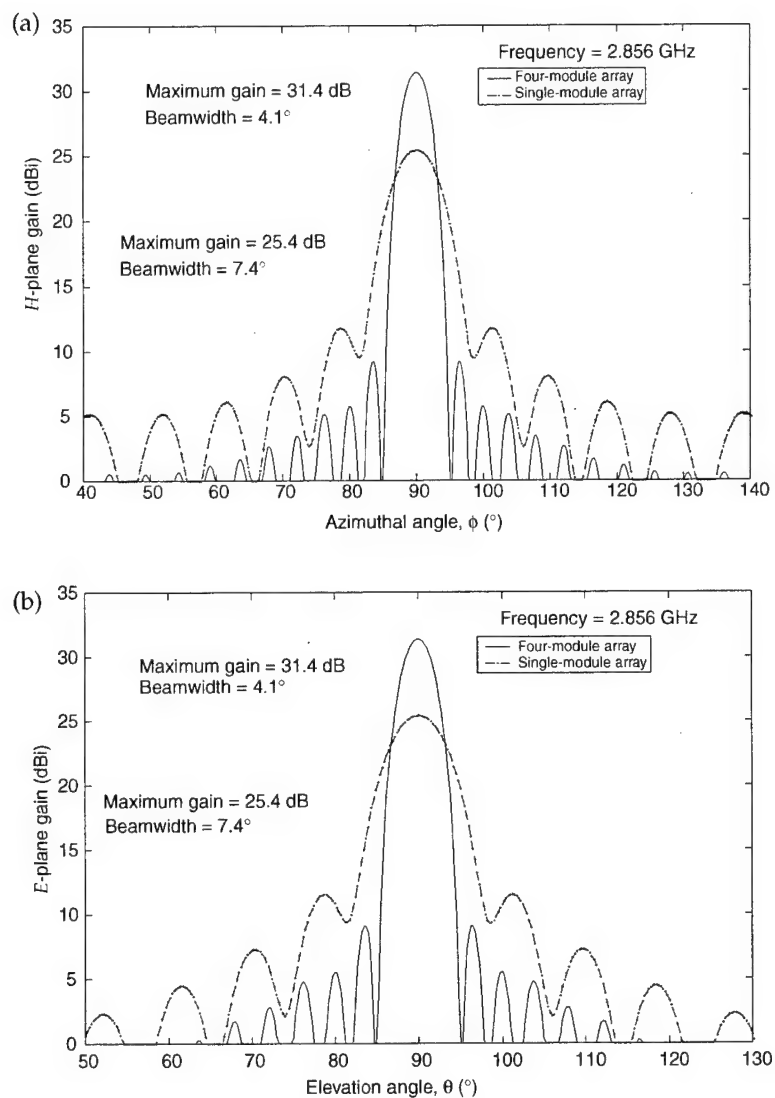 (a)
35
30
25
20
15
10
5
0
H-plane gain (dBi)
Frequency = 2.856 GHz
Four-module array
Single-module array
Maximum gain = 31.4 dB
Beamwidth = 4.1°
Maximum gain = 25.4 dB
Beamwidth = 7.4°
40 50 60 70 80 90 100 110 120 130 140
Azimuthal angle, ϕ (°)
(b)
35
30
25
20
15
10
5
0
E-plane gain (dBi)
Frequency = 2.856 GHz
Four-module array
Single-module array
Maximum gain = 31.4 dB
Beamwidth = 4.1°
Maximum gain = 25.4 dB
Beamwidth = 7.4°
50 60 70 80 90 100 110 120 130
Elevation angle, θ (°)